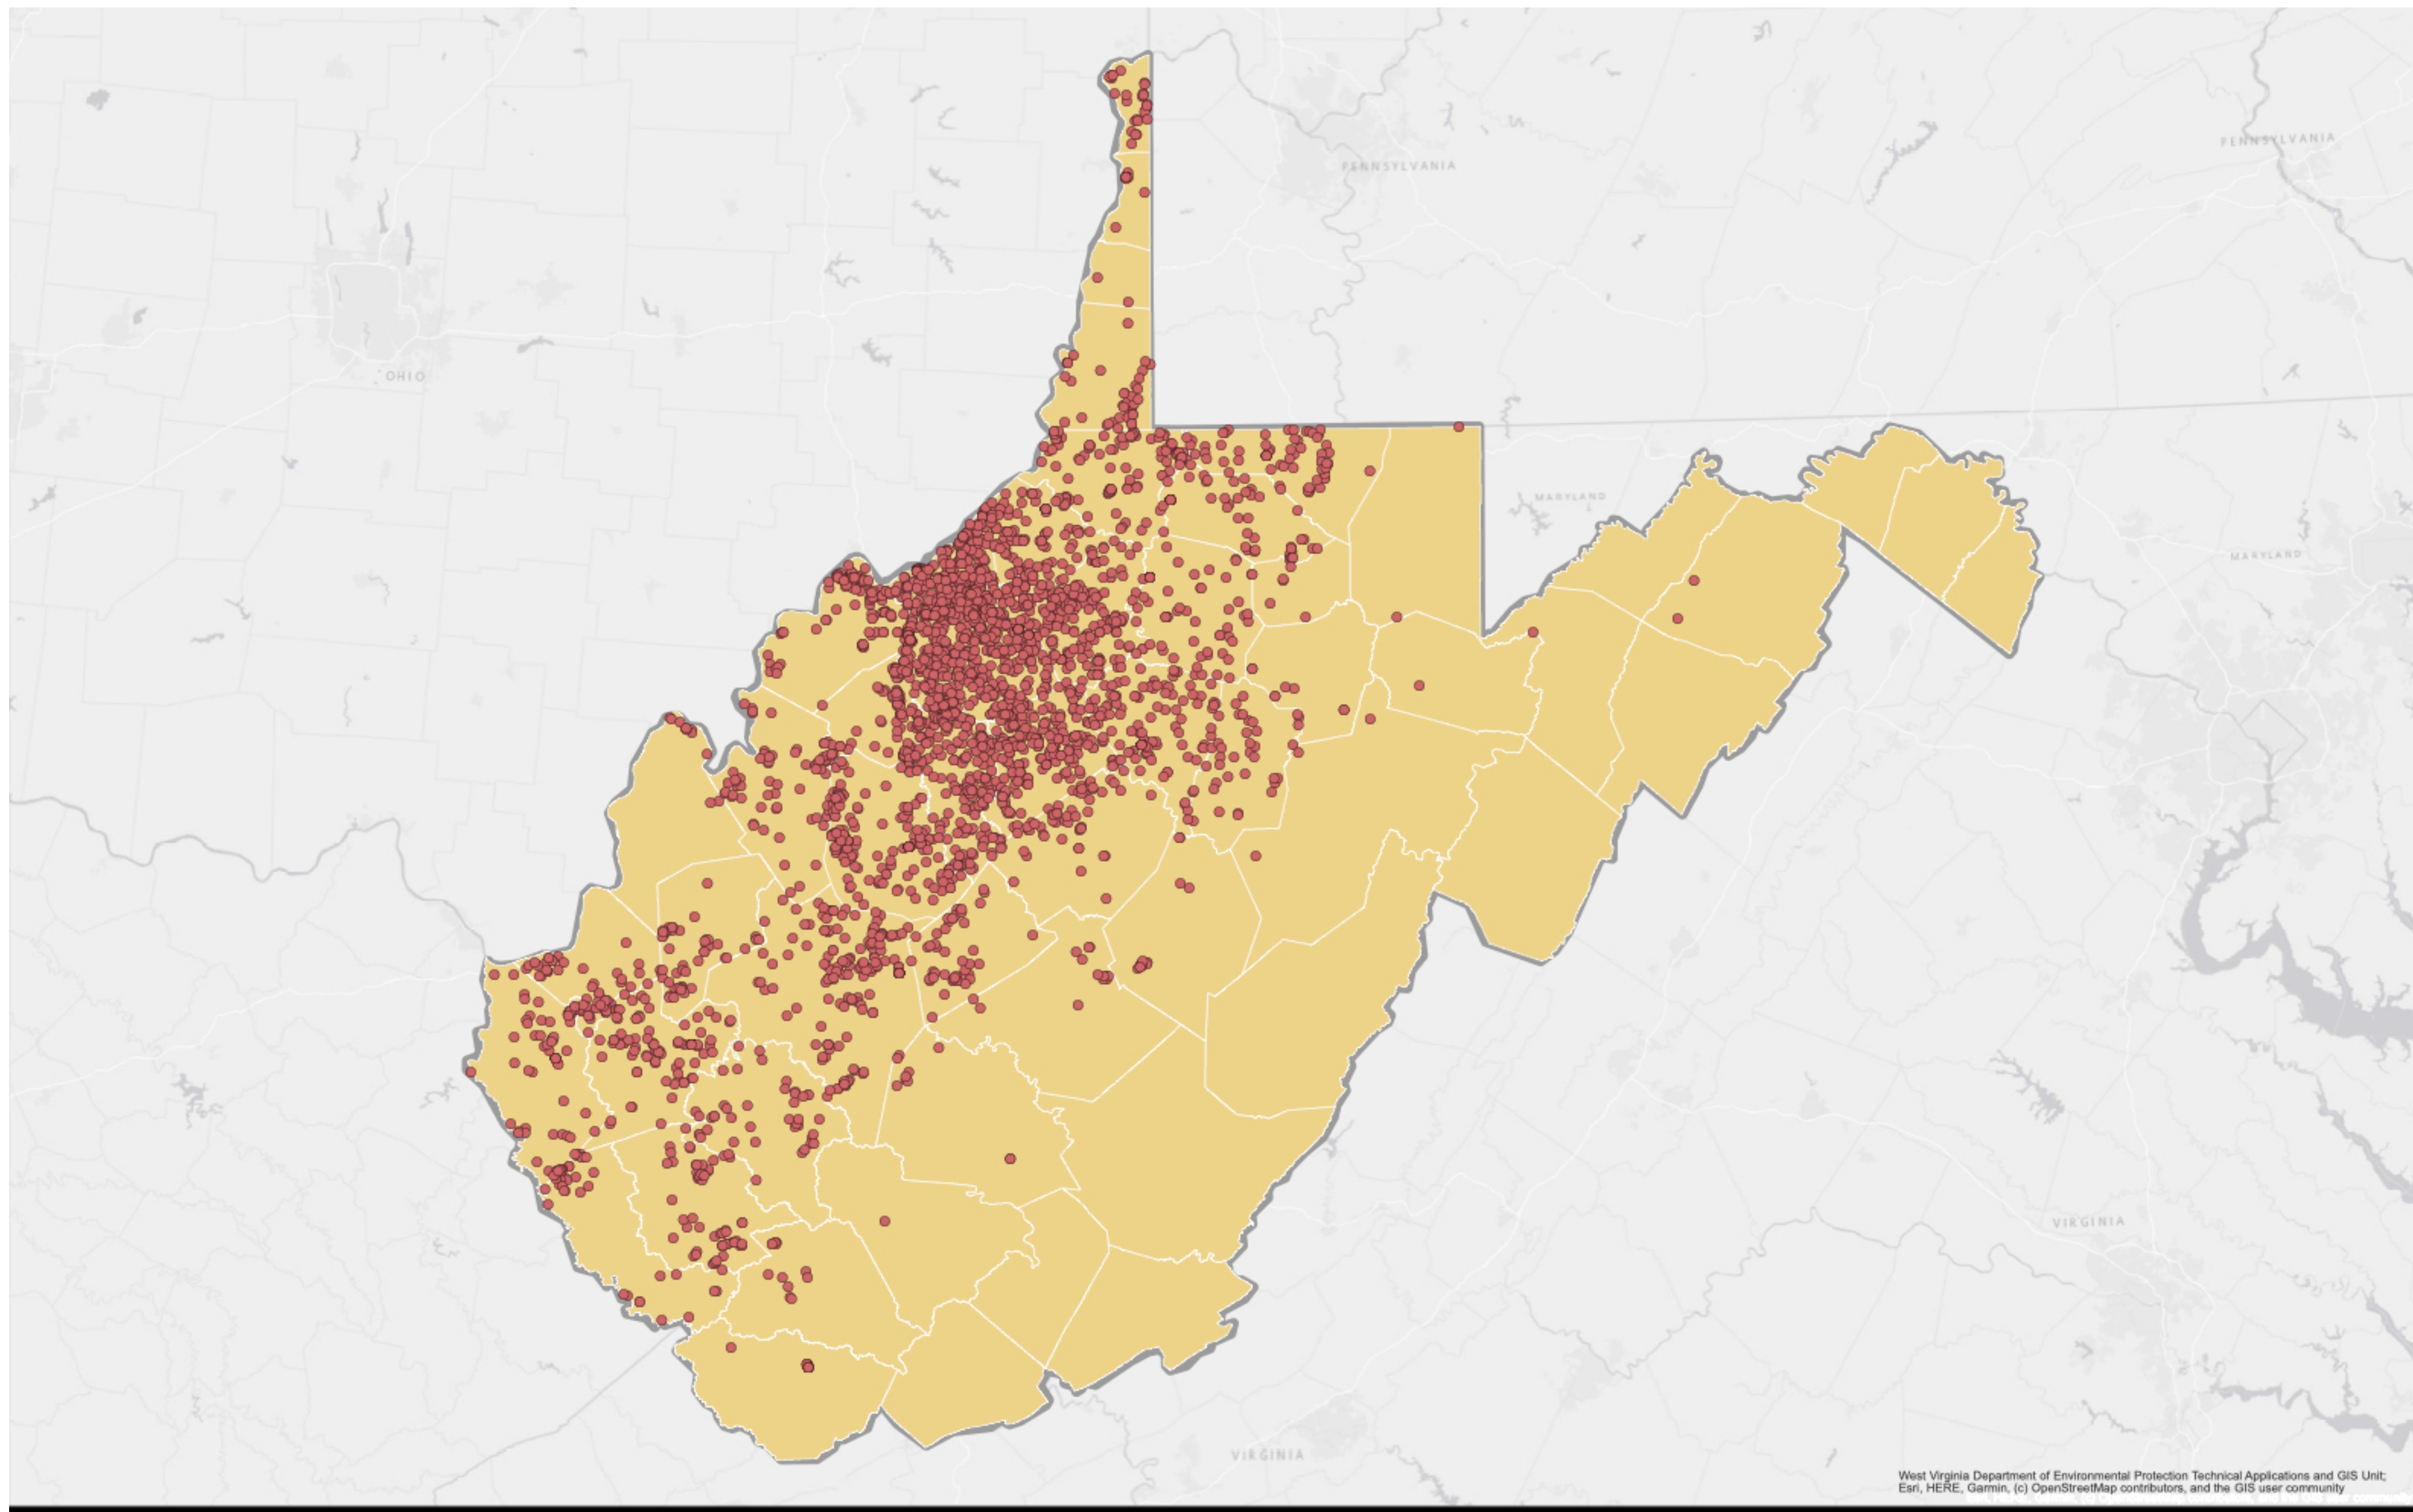 PENNSYLVANIA
PENNSYLVANIA
OHIO
MARYLAND
MARYLAND
VIRGINIA
VIRGINIA
West Virginia Department of Environmental Protection Technical Applications and GIS Unit;
Esri, HERE, Garmin, (c) OpenStreetMap contributors, and the GIS user community